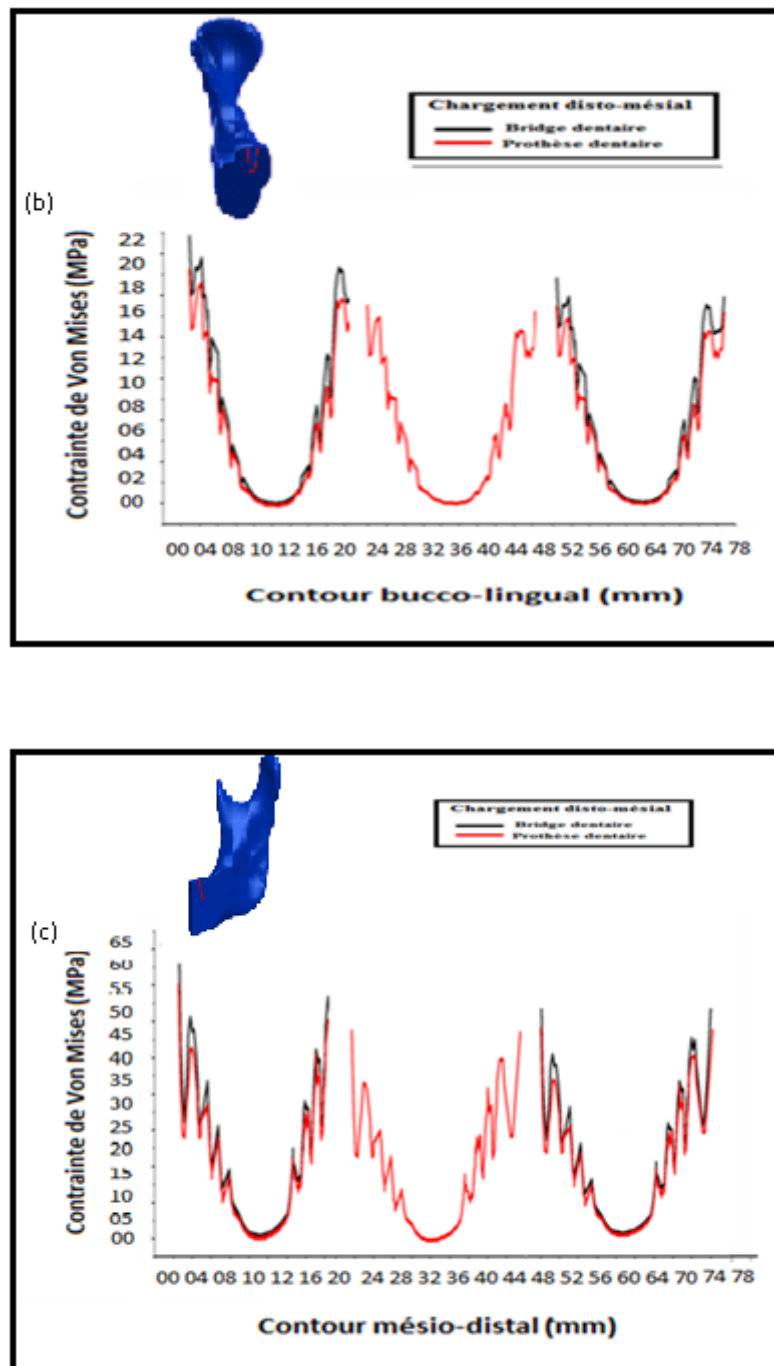 Chargement disto-mésial
Bridge dentaire
Prothèse dentaire
(b)
Contrainte de Von Mises (MPa)
22
20
18
16
14
12
10
08
06
04
02
00
00 04 08 10 12 16 20 24 28 32 36 40 44 48 52 56 60 64 70 74 78
Contour bucco-lingual (mm)
Chargement disto-mésial
Bridge dentaire
Prothèse dentaire
(c)
Contrainte de Von Mises (MPa)
65
60
55
50
45
40
35
30
25
20
15
10
05
00
00 04 08 10 12 16 20 24 28 32 36 40 44 48 52 56 60 64 70 74 78
Contour mésio-distal (mm)